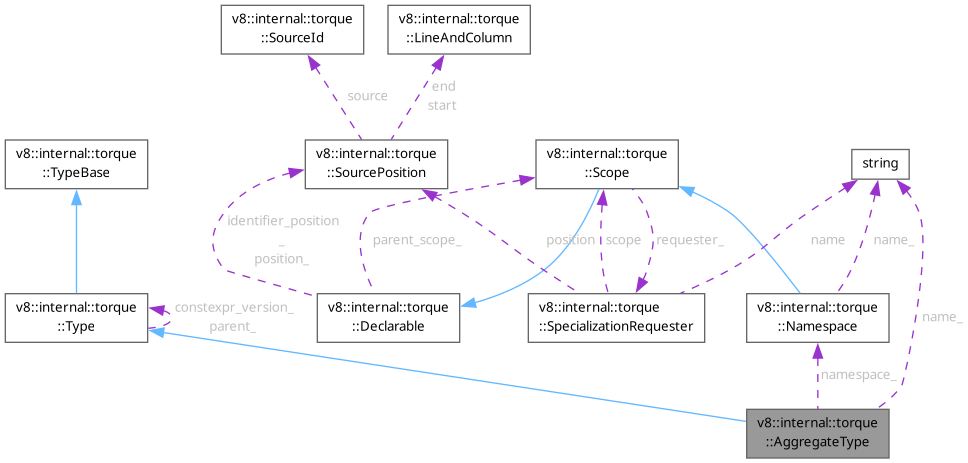 v8::internal::torque
::SourceId
v8::internal::torque
::LineAndColumn
source
end
start
v8::internal::torque
::TypeBase
v8::internal::torque
::SourcePosition
v8::internal::torque
::Scope
string
identifier_position
_
position_
parent_scope_
position
scope
requester_
name
name_
v8::internal::torque
::Type
constexpr_version_
parent_
v8::internal::torque
::Declarable
v8::internal::torque
::SpecializationRequester
v8::internal::torque
::Namespace
name_
namespace_
v8::internal::torque
::AggregateType